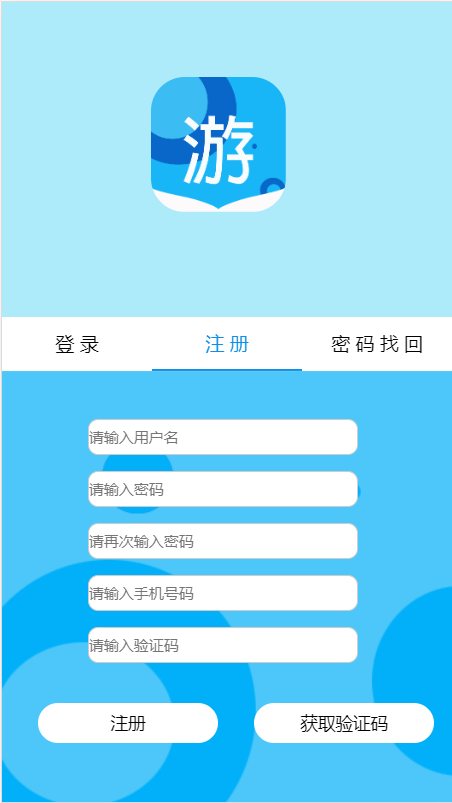 游
登录 注册 密码找回
请输入用户名
请输入密码
请再次输入密码
请输入手机号码
请输入验证码
注册 获取验证码